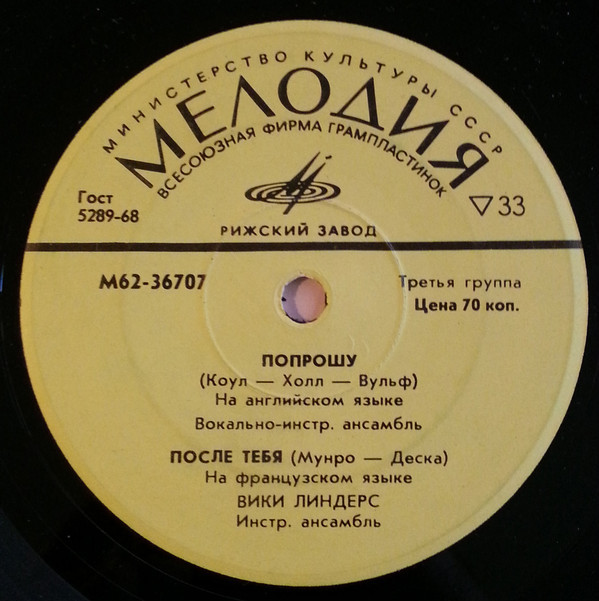 МИНИСТЕРСТВО КУЛЬТУРЫ СССР
МЕЛОДИЯ
ВСЕСОЮЗНАЯ ФИРМА ГРАМПЛАСТИНОК
Гост
5289-68
33
РИЖСКИЙ ЗАВОД
М62-36707
Третья группа
Цена 70 коп.
ПОПРОШУ
(Коул — Холл — Вульф)
На английском языке
Вокально-инстр. ансамбль
ПОСЛЕ ТЕБЯ (Мунро — Деска)
На французском языке
ВИКИ ЛИНДЕРС
Инстр. ансамбль